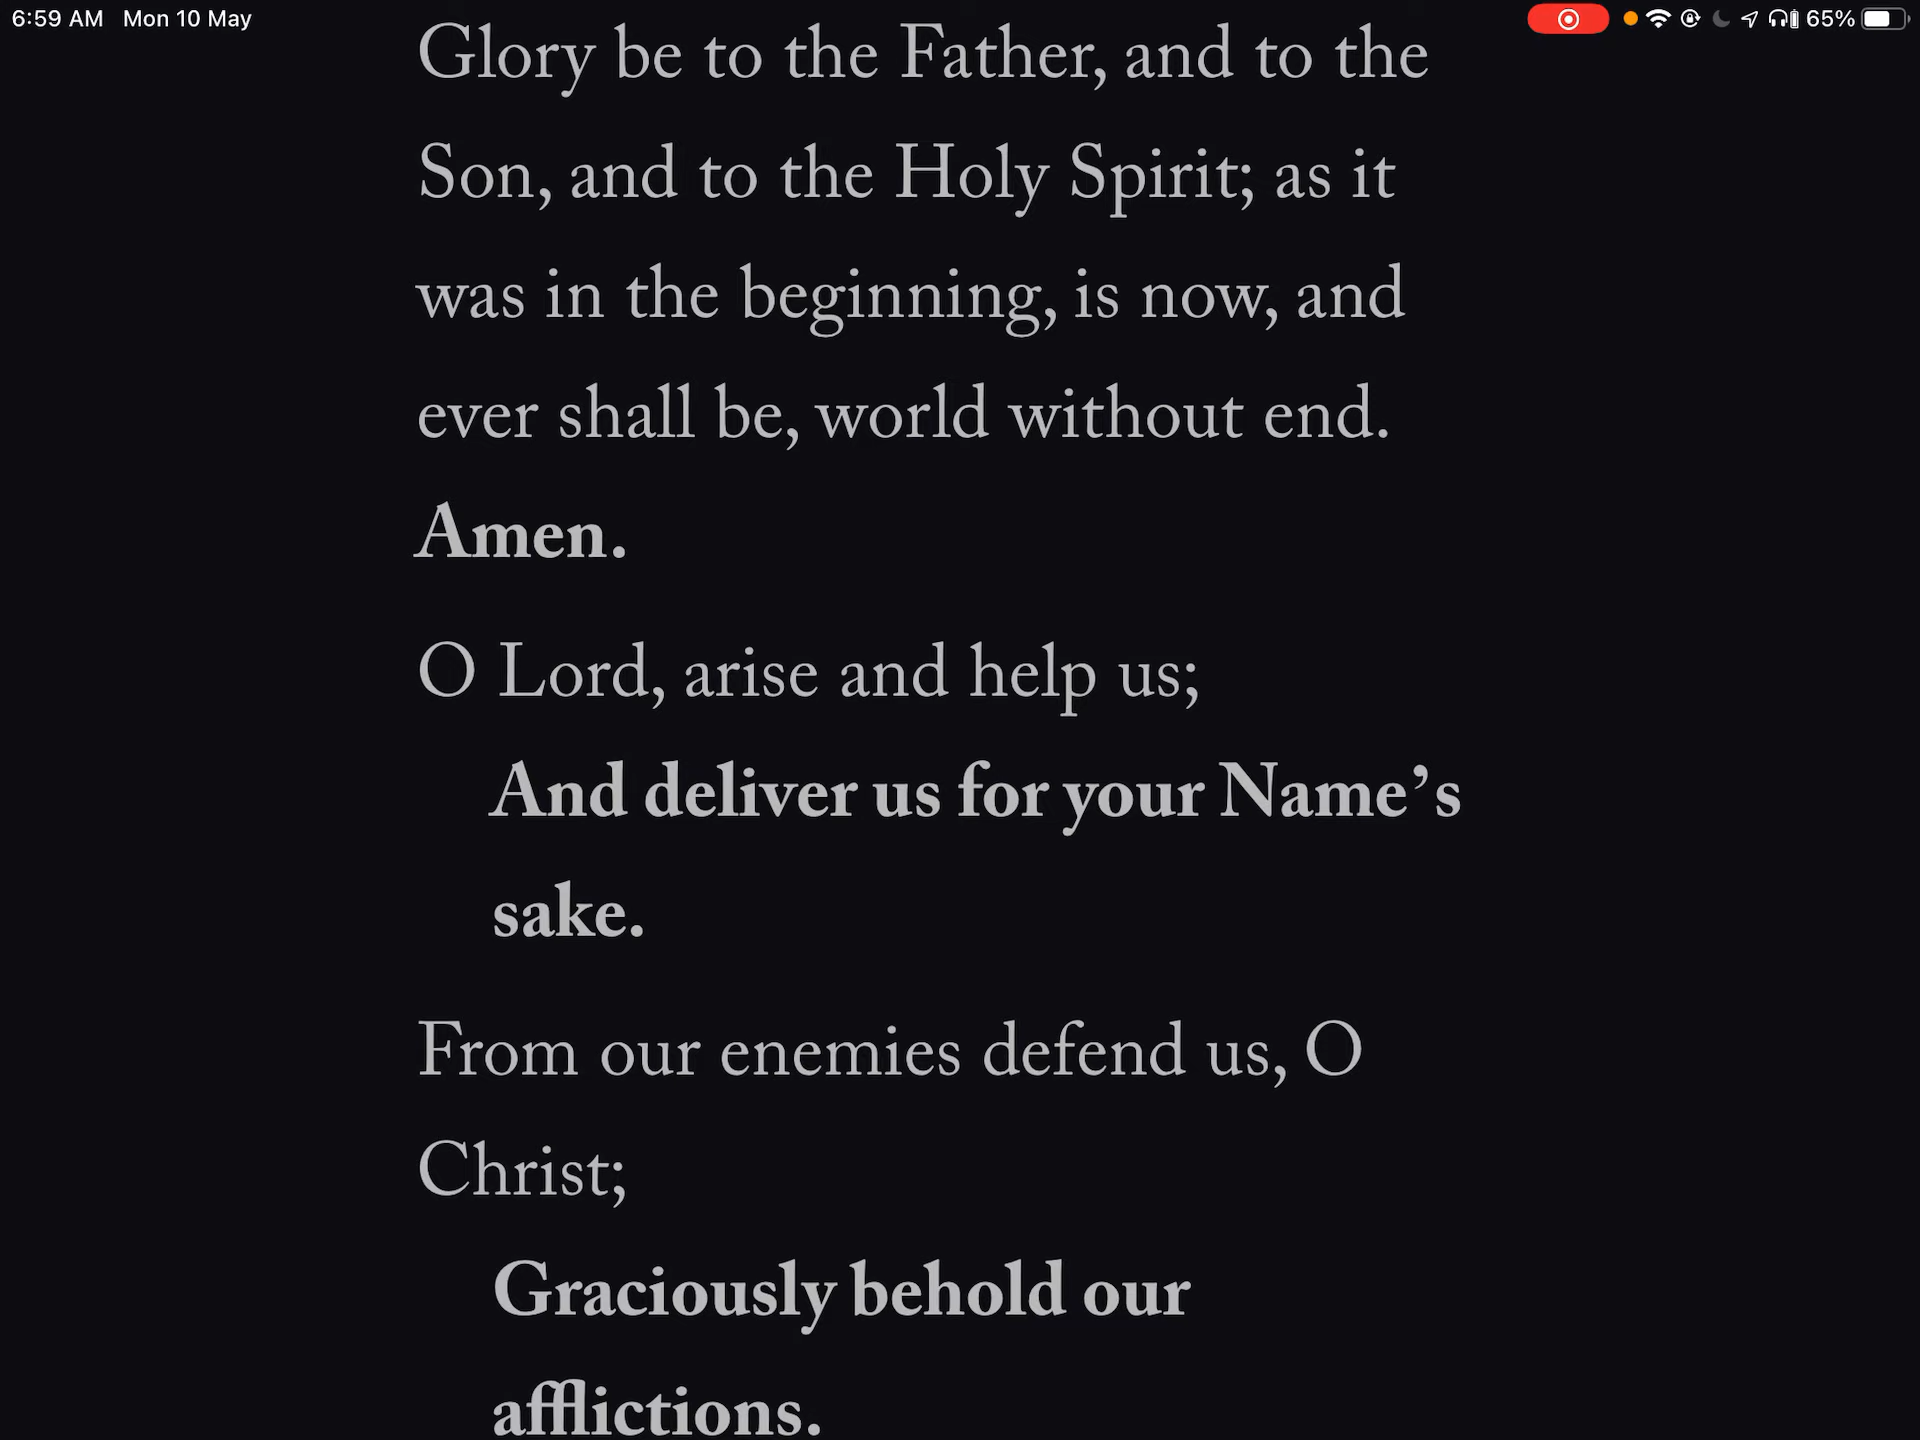 6:59 AM Mon 10 May 65%
Glory be to the Father, and to the
Son, and to the Holy Spirit; as it
was in the beginning, is now, and
ever shall be, world without end.
Amen.
O Lord, arise and help us;
And deliver us for your Name’s
sake.
From our enemies defend us, O
Christ;
Graciously behold our
afflictions.